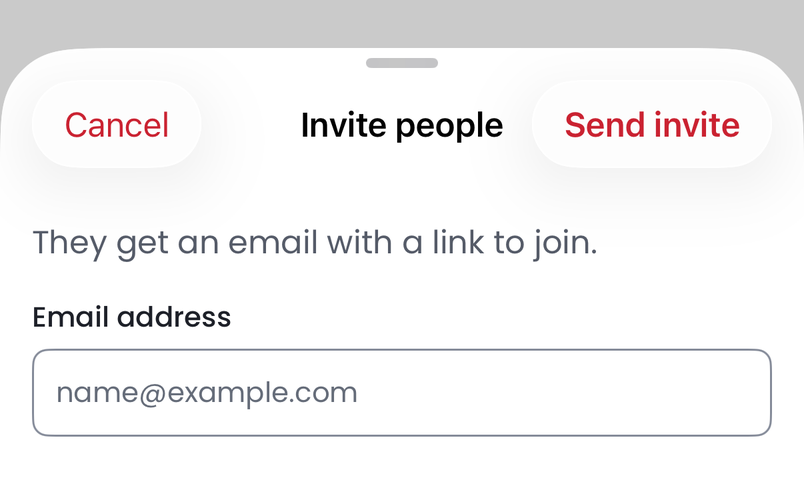 Cancel Invite people Send invite
They get an email with a link to join.
Email address
name@example.com